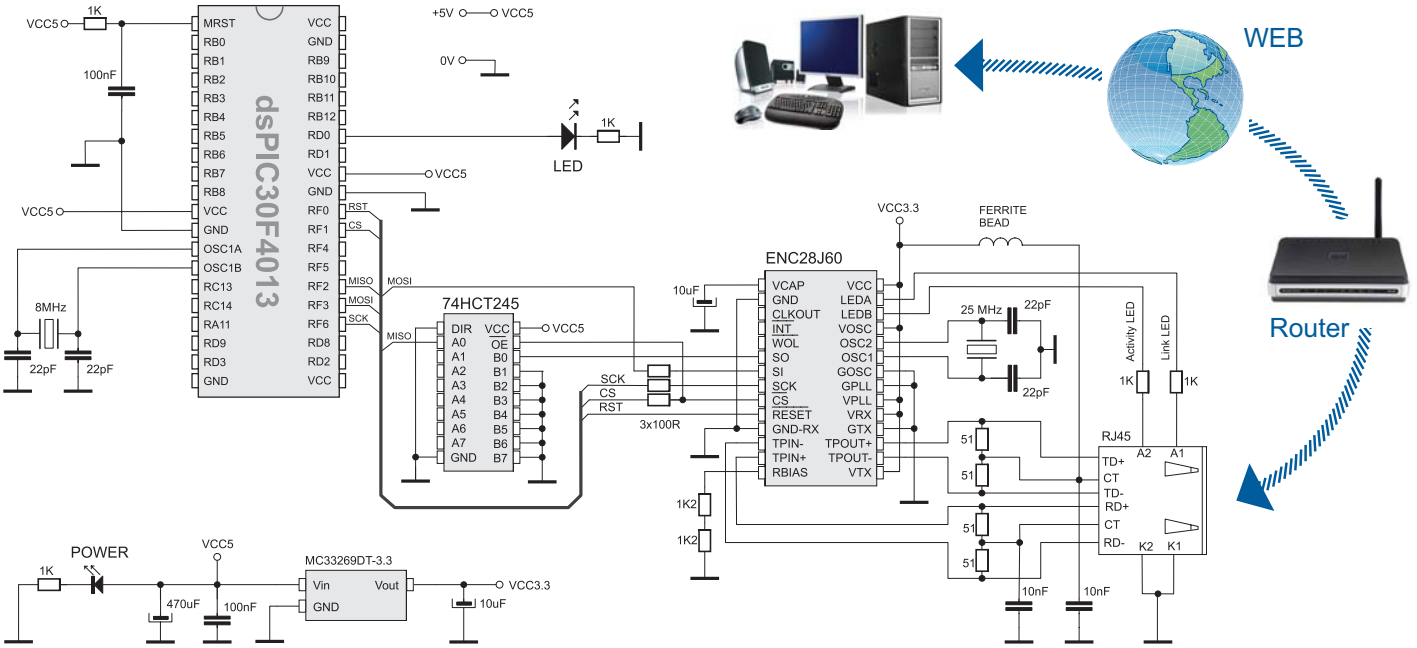 VCC5
1K
100nF
VCC5
8MHz
22pF
22pF
dsPIC30F4013
MRST
RB0
RB1
RB2
RB3
RB4
RB5
RB6
RB7
RB8
VCC
GND
OSC1A
OSC1B
RC13
RC14
RA11
RD9
RD3
GND
VCC
GND
RB9
RB10
RB11
RB12
RD0
RD1
VCC
GND
RF0
RF1
RF4
RF5
RF2
RF3
RF6
RD8
RD2
VCC
RST
CS
MISO
MOSI
SCK
MOSI
MISO
+5V
VCC5
0V
LED
1K
VCC5
74HCT245
DIR
A0
A1
A2
A3
A4
A5
A6
A7
GND
VCC
OE
B0
B1
B2
B3
B4
B5
B6
B7
VCC5
SCK
CS
RST
3x100R
ENC28J60
VCAP
GND
CLKOUT
INT
WOL
SO
SI
SCK
CS
RESET
GND-RX
TPIN-
TPIN+
RBIAS
VCC
LEDA
LEDB
VOSC
OSC2
OSC1
GOSC
GPLL
VPLL
VRX
GTX
TPOUT+
TPOUT-
VTX
10uF
1K2
1K2
VCC3.3
FERRITE
BEAD
25 MHz
22pF
22pF
Activity LED
Link LED
1K
1K
51
51
51
51
RJ45
A2
A1
TD+
CT
TD-
RD+
CT
RD-
K2
K1
10nF
10nF
WEB
Router
POWER
1K
470uF
VCC5
100nF
MC33269DT-3.3
Vin
Vout
GND
VCC3.3
10uF